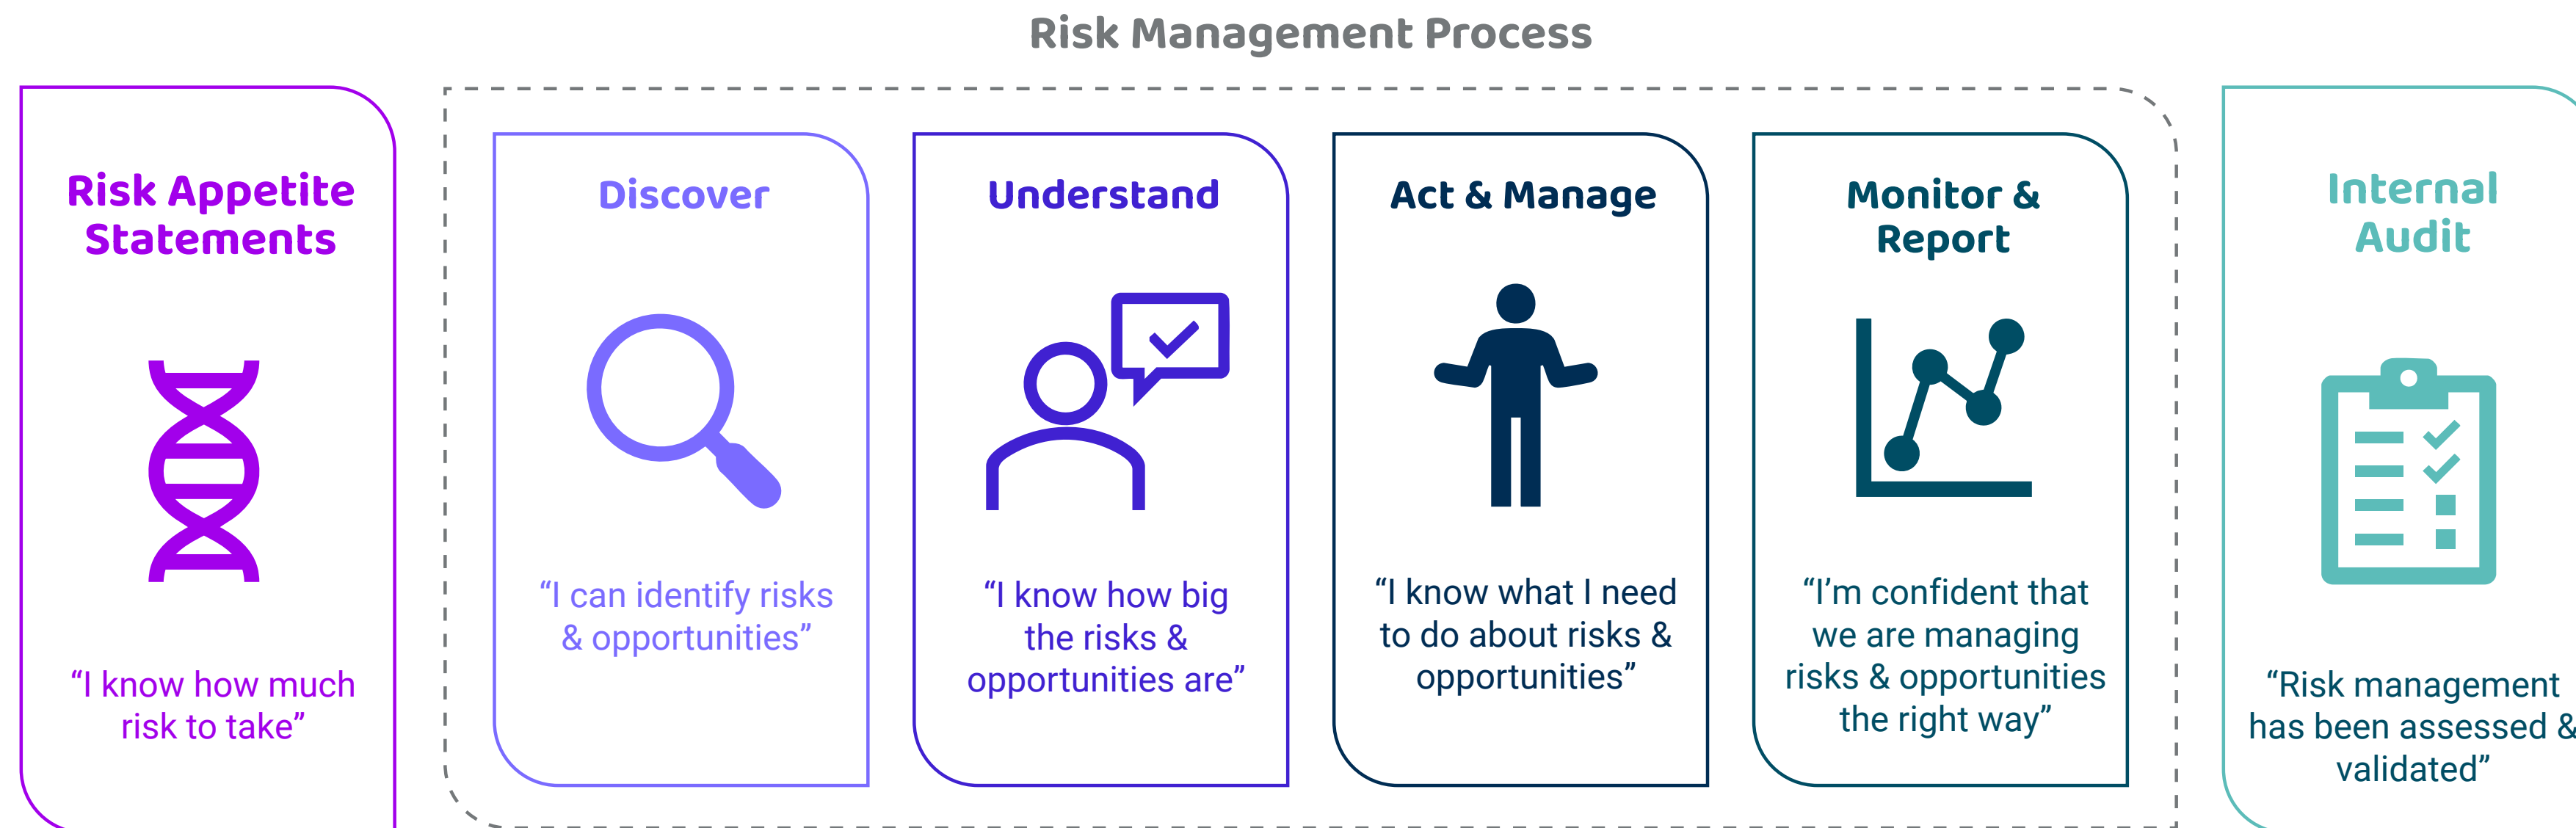 Risk Management Process
Risk Appetite
Statements
“I know how much
risk to take”
Discover
“I can identify risks
& opportunities”
Understand
“I know how big
the risks &
opportunities are”
Act & Manage
“I know what I need
to do about risks &
opportunities”
Monitor &
Report
“I’m confident that
we are managing
risks & opportunities
the right way”
Internal
Audit
“Risk management
has been assessed &
validated”